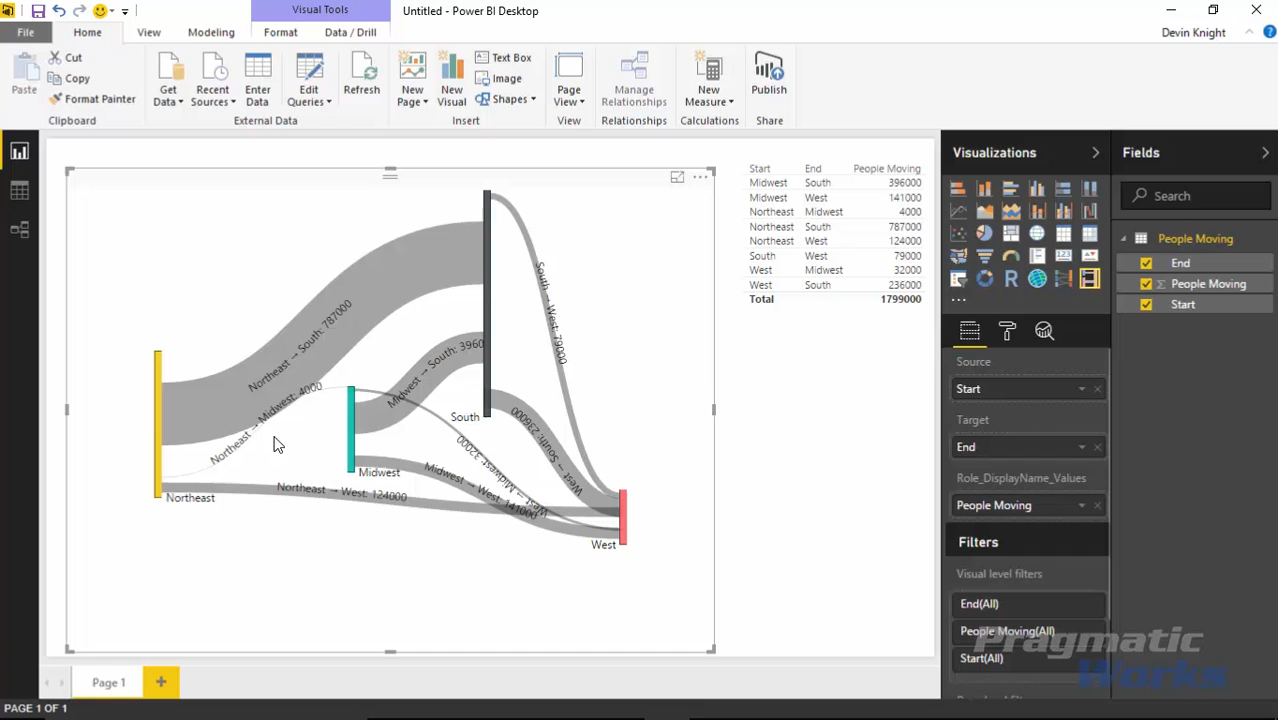 Visual Tools
Untitled - Power BI Desktop
File
Home
View
Modeling
Format
Data / Drill
Devin Knight
Paste
Cut
Copy
Format Painter
Clipboard
Get Data
Recent Sources
Enter Data
Edit Queries
Refresh
External Data
New Page
New Visual
Text Box
Image
Shapes
Insert
Page View
View
Manage Relationships
Relationships
New Measure
Calculations
Publish
Share
Northeast → South: 787000
Northeast → Midwest: 4000
Midwest → South: 3960
South → West: 79000
West → South: 236000
West → Midwest: 32000
Midwest → West: 141000
Northeast → West: 124000
South
Midwest
Northeast
West
Start End People Moving
Midwest South 396000
Midwest West 141000
Northeast Midwest 4000
Northeast South 787000
Northeast West 124000
South West 79000
West Midwest 32000
West South 236000
Total 1799000
Visualizations
R
Source
Start
Target
End
Role_DisplayName_Values
People Moving
Filters
Visual level filters
End(All)
People Moving(All)
Start(All)
Fields
Search
People Moving
End
Σ People Moving
Start
Pragmatic
Works
Page 1
PAGE 1 OF 1